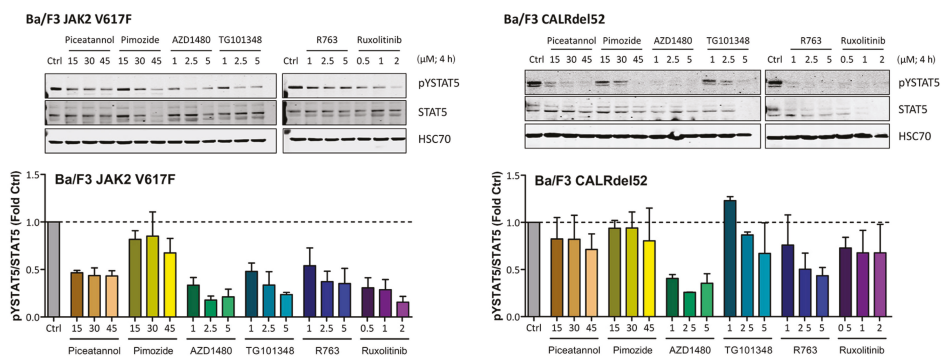 Ba/F3 JAK2 V617F
Piceatannol Pimozide AZD1480 TG101348 R763 Ruxolitinib
Ctrl 15 30 45 15 30 45 1 2.5 5 1 2.5 5 Ctrl 1 2.5 5 0.5 1 2 (μM; 4 h)
pYSTAT5
STAT5
HSC70
Ba/F3 CALRdel52
Piceatannol Pimozide AZD1480 TG101348 R763 Ruxolitinib
Ctrl 15 30 45 15 30 45 1 2.5 5 1 2.5 5 Ctrl 1 2.5 5 0.5 1 2 (μM; 4 h)
pYSTAT5
STAT5
HSC70
Ba/F3 JAK2 V617F
pYSTAT5/STAT5 (Fold Ctrl)
1.5
1.0
0.5
0.0
Ctrl 15 30 45 15 30 45 1 2.5 5 1 2.5 5 1 2.5 5 0.5 1 2
Piceatannol Pimozide AZD1480 TG101348 R763 Ruxolitinib
Ba/F3 CALRdel52
pYSTAT5/STAT5 (Fold Ctrl)
1.5
1.0
0.5
0.0
Ctrl 15 30 45 15 30 45 1 2.5 5 1 2.5 5 1 2.5 5 0.5 1 2
Piceatannol Pimozide AZD1480 TG101348 R763 Ruxolitinib